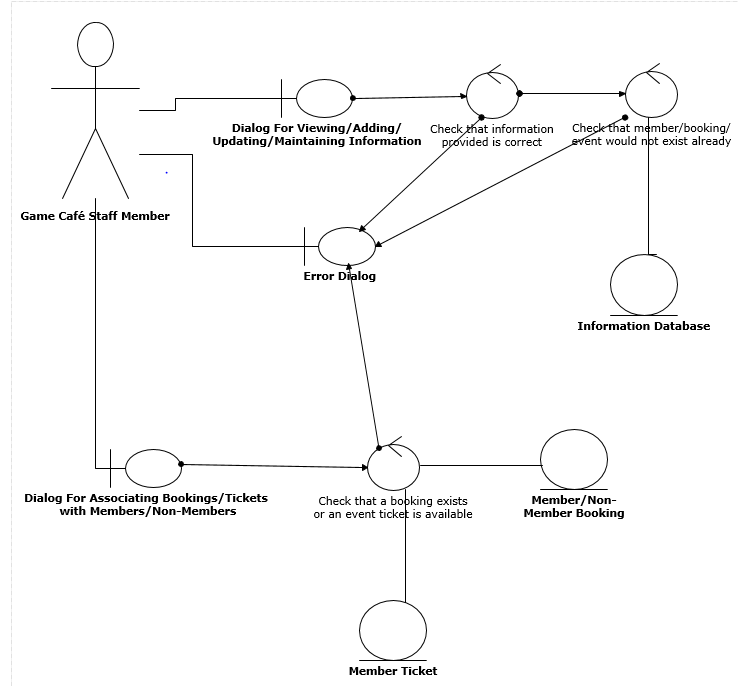 Dialog For Viewing/Adding/
Updating/Maintaining Information
Check that information
provided is correct
Check that member/booking/
event would not exist already
Game Café Staff Member
Error Dialog
Information Database
Dialog For Associating Bookings/Tickets
with Members/Non-Members
Check that a booking exists
or an event ticket is available
Member/Non-
Member Booking
Member Ticket